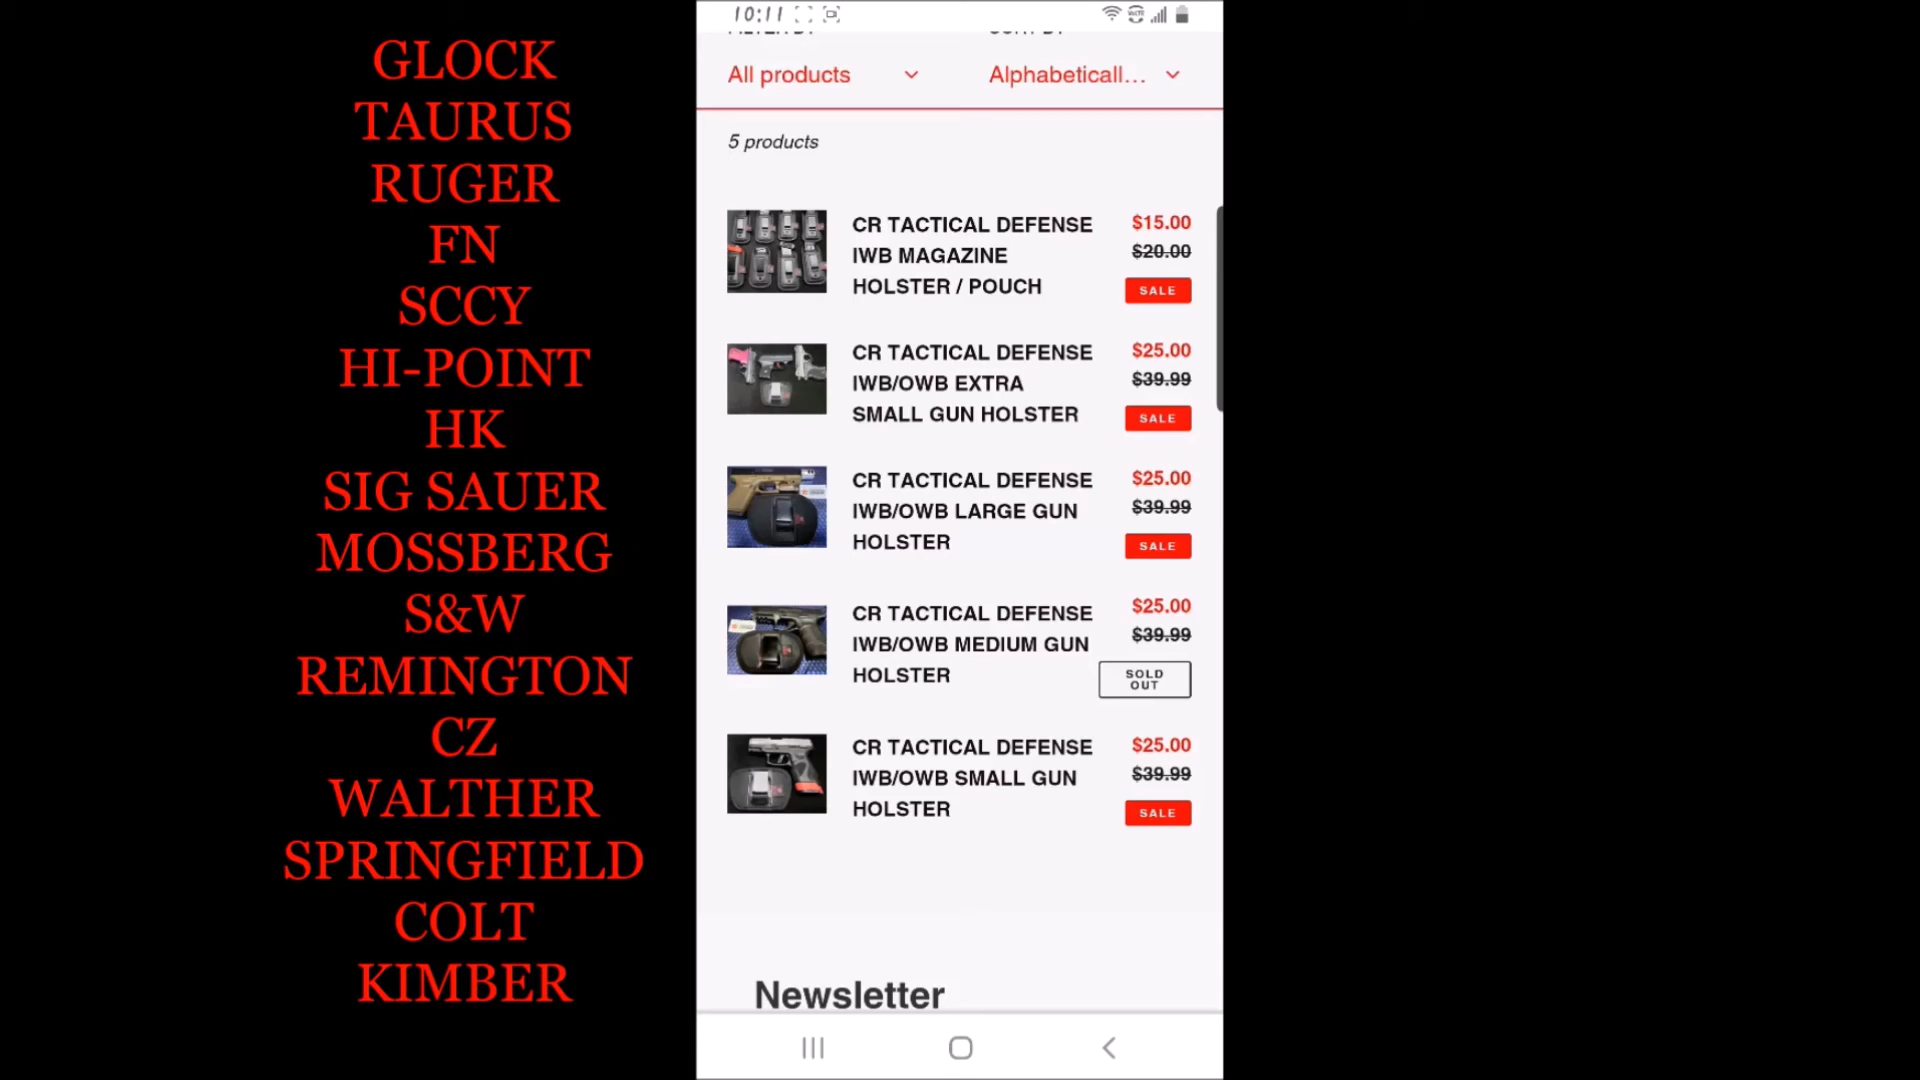 GLOCK
TAURUS
RUGER
FN
SCCY
HI-POINT
HK
SIG SAUER
MOSSBERG
S&W
REMINGTON
CZ
WALTHER
SPRINGFIELD
COLT
KIMBER
10:11
All products
Alphabeticall...
5 products
CR TACTICAL DEFENSE
IWB MAGAZINE
HOLSTER / POUCH
$15.00
$20.00
SALE
CR TACTICAL DEFENSE
IWB/OWB EXTRA
SMALL GUN HOLSTER
$25.00
$39.99
SALE
CR TACTICAL DEFENSE
IWB/OWB LARGE GUN
HOLSTER
$25.00
$39.99
SALE
CR TACTICAL DEFENSE
IWB/OWB MEDIUM GUN
HOLSTER
$25.00
$39.99
SOLD
OUT
CR TACTICAL DEFENSE
IWB/OWB SMALL GUN
HOLSTER
$25.00
$39.99
SALE
Newsletter